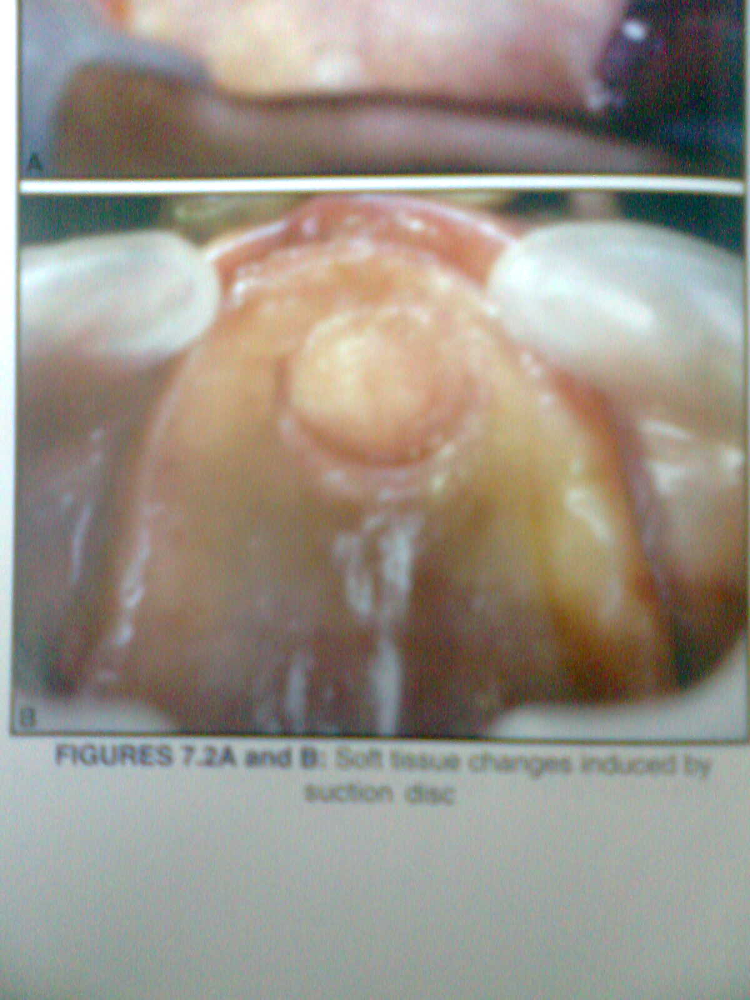 A
B
FIGURES 7.2A and B: Soft tissue changes induced by
suction disc